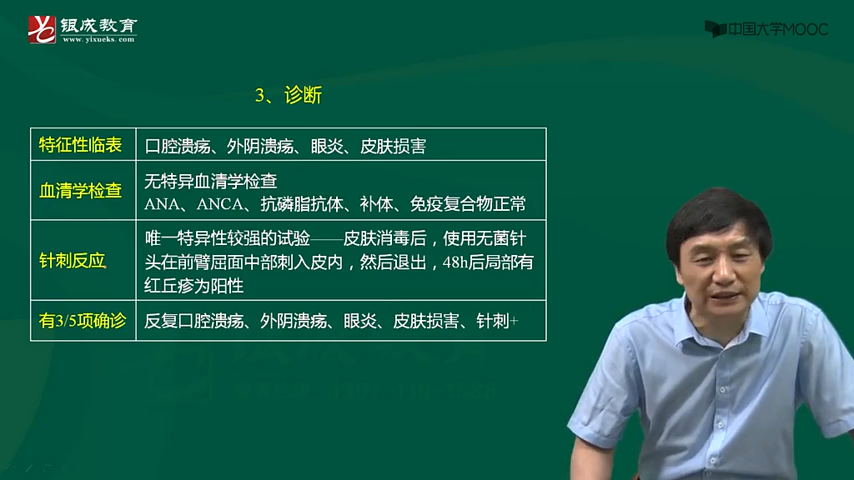 银成教育
www.yixueks.com
中国大学MOOC
3、诊断
特征性临表
口腔溃疡、外阴溃疡、眼炎、皮肤损害
血清学检查
无特异血清学检查
ANA、ANCA、抗磷脂抗体、补体、免疫复合物正常
针刺反应
唯一特异性较强的试验——皮肤消毒后，使用无菌针
头在前臂屈面中部刺入皮内，然后退出，48h后局部有
红丘疹为阳性
有3/5项确诊
反复口腔溃疡、外阴溃疡、眼炎、皮肤损害、针刺+